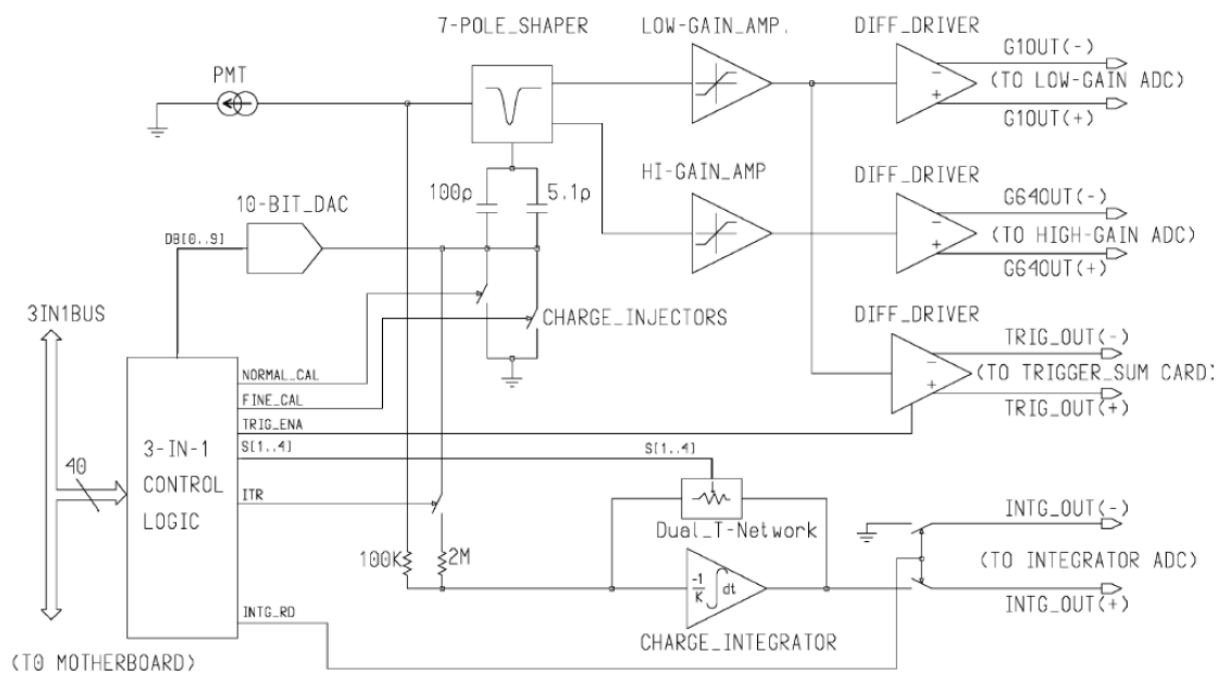 7-POLE_SHAPER
LOW-GAIN_AMP.
DIFF_DRIVER
G1OUT(-)
(TO LOW-GAIN ADC)
G1OUT(+)
PMT
100p
5.1p
HI-GAIN_AMP
DIFF_DRIVER
G64OUT(-)
(TO HIGH-GAIN ADC)
G64OUT(+)
10-BIT_DAC
DB[0..9]
3IN1BUS
CHARGE_INJECTORS
DIFF_DRIVER
TRIG_OUT(-)
(TO TRIGGER_SUM CARD)
TRIG_OUT(+)
NORMAL_CAL
FINE_CAL
TRIG_ENA
S[1..4]
S[1..4]
40
3-IN-1
CONTROL
LOGIC
ITR
Dual_T-Network
INTG_OUT(-)
(TO INTEGRATOR ADC)
INTG_OUT(+)
100K
2M
-1
K
∫dt
CHARGE_INTEGRATOR
INTG_RD
(TO MOTHERBOARD)